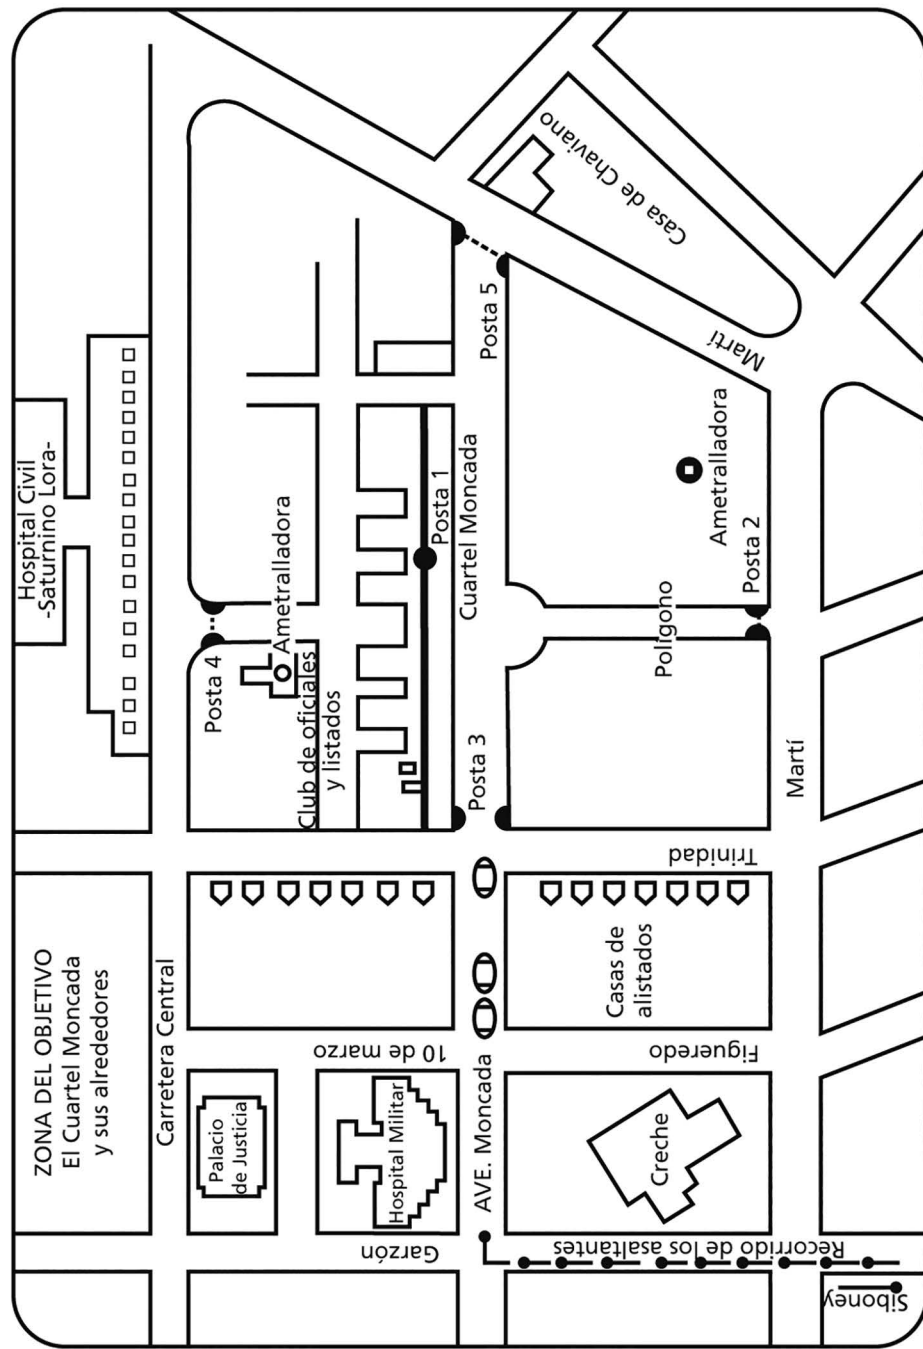 ZONA DEL OBJETIVO
El Cuartel Moncada
y sus alrededores
Hospital Civil
-Saturnino Lora-
Carretera Central
Palacio
de Justicia
Posta 4
Ametralladora
Club de oficiales
y listados
10 de marzo
Hospital Militar
Garzón
Posta 1
Cuartel Moncada
AVE. Moncada
Posta 3
Posta 5
Casa de Chaviano
Casas de
alistados
Creche
Figueredo
Trinidad
Polígono
Ametralladora
Posta 2
Martí
Martí
Recorrido de los asaltantes
Siboney